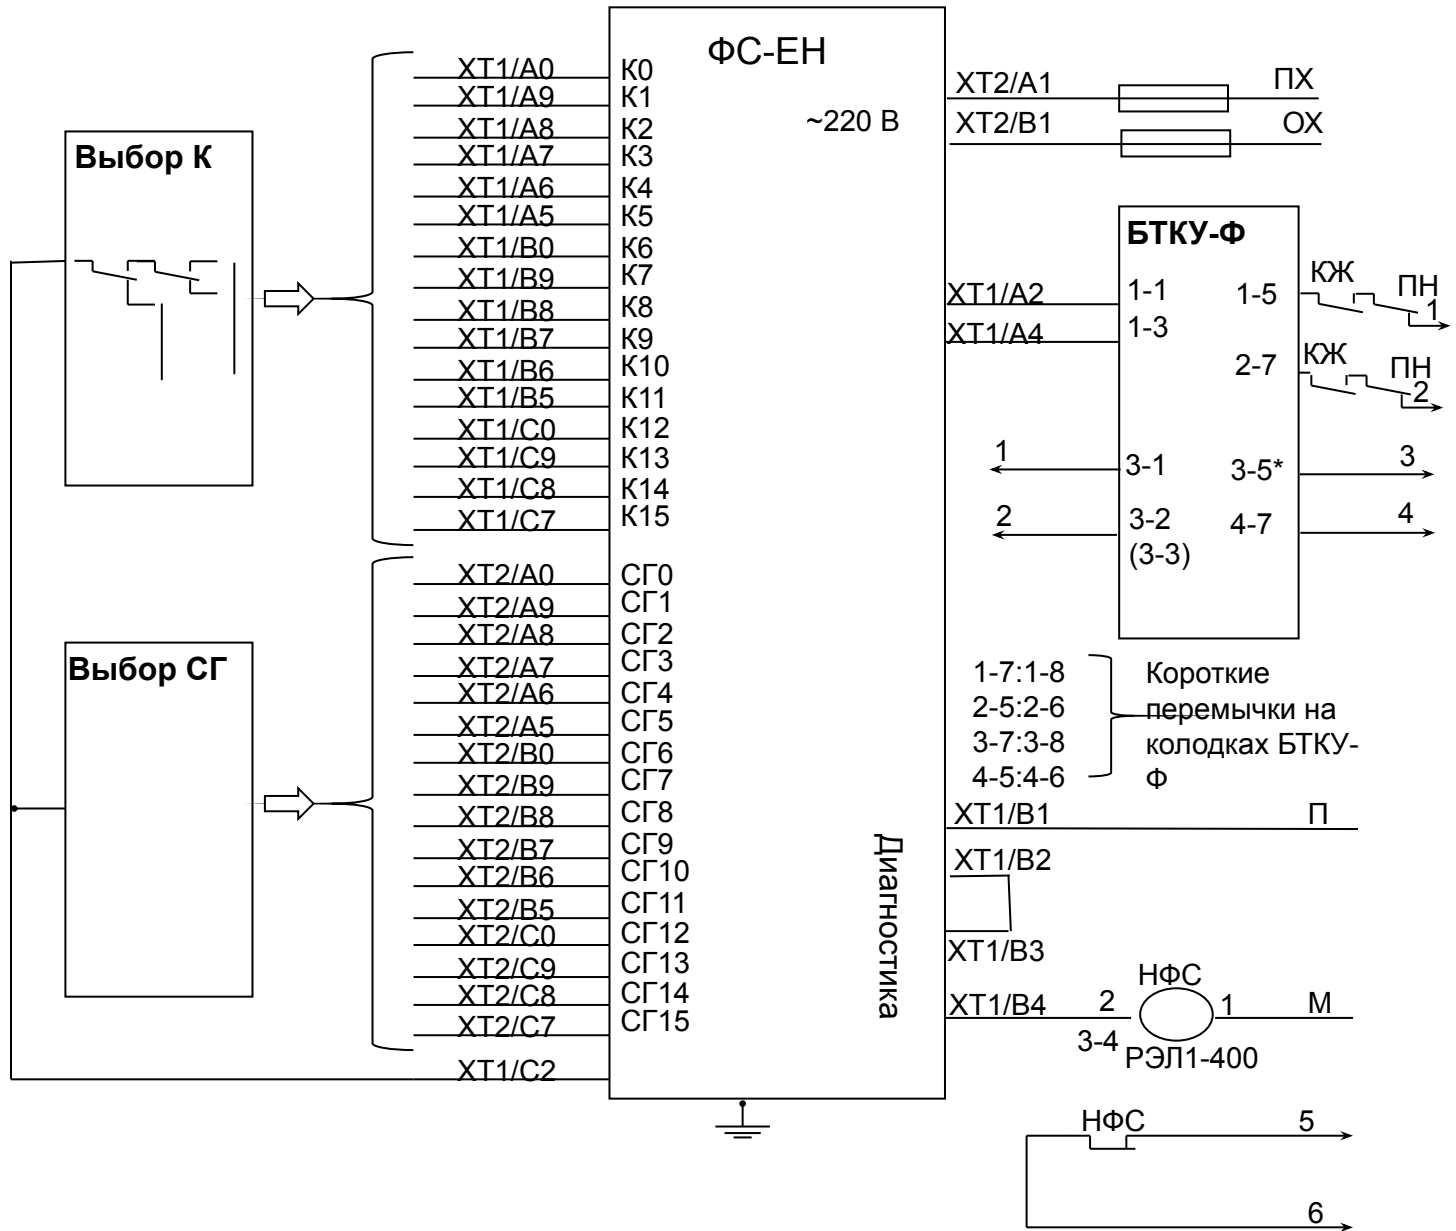 ФС-ЕН
~220 В
Выбор К
Выбор СГ
XT1/A0 К0
XT1/A9 К1
XT1/A8 К2
XT1/A7 К3
XT1/A6 К4
XT1/A5 К5
XT1/B0 К6
XT1/B9 К7
XT1/B8 К8
XT1/B7 К9
XT1/B6 К10
XT1/B5 К11
XT1/C0 К12
XT1/C9 К13
XT1/C8 К14
XT1/C7 К15
XT2/A0 СГ0
XT2/A9 СГ1
XT2/A8 СГ2
XT2/A7 СГ3
XT2/A6 СГ4
XT2/A5 СГ5
XT2/B0 СГ6
XT2/B9 СГ7
XT2/B8 СГ8
XT2/B7 СГ9
XT2/B6 СГ10
XT2/B5 СГ11
XT2/C0 СГ12
XT2/C9 СГ13
XT2/C8 СГ14
XT2/C7 СГ15
XT1/C2
Диагностика
XT2/A1 ПХ
XT2/B1 ОХ
БТКУ-Ф
XT1/A2 1-1 1-5 КЖ ПН 1
XT1/A4 1-3
2-7 КЖ ПН 2
1 3-1 3-5* 3
2 3-2 4-7 4
(3-3)
1-7:1-8
2-5:2-6
3-7:3-8
4-5:4-6
Короткие
перемычки на
колодках БТКУ-
Ф
XT1/B1 П
XT1/B2
XT1/B3
НФС
XT1/B4 2 1 М
3-4
РЭЛ1-400
НФС 5
6